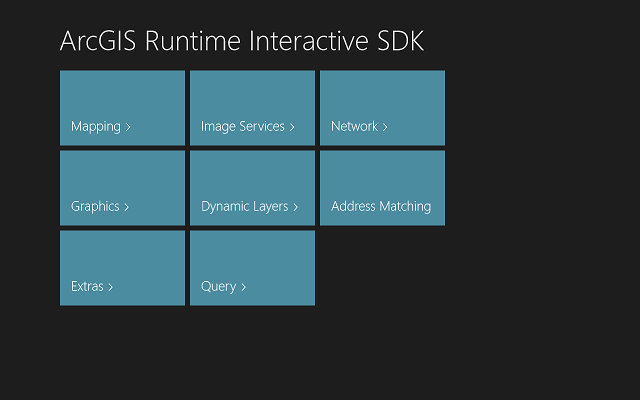 ArcGIS Runtime Interactive SDK
Mapping >
Image Services >
Network >
Graphics >
Dynamic Layers >
Address Matching
Extras >
Query >